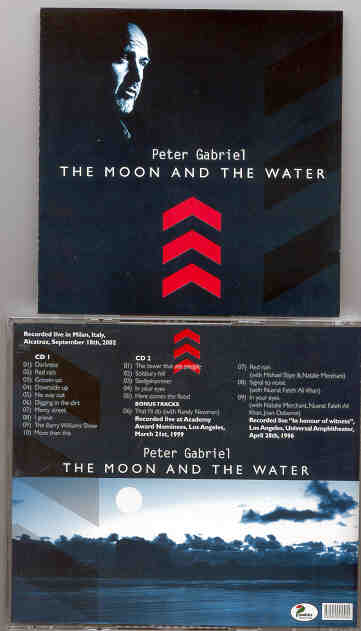 Peter Gabriel
THE MOON AND THE WATER
Recorded live in Milan, Italy,
Alcatraz, September 18th, 2002
CD 1
01) Darkness
02) Red rain
03) Growin up
04) Downside up
05) No way out
06) Digging in the dirt
07) Mercy street
08) I grieve
09) The Barry Williams Show
10) More than this
CD 2
01) The tower that ate people
02) Solsbury hill
03) Sledgehammer
04) In your eyes
05) Here comes the flood
BONUS TRACKS
06) That I'll do (with Randy Newman)
Recorded live at Academy
Award Nominees, Los Angeles,
March 21st, 1999
07) Red rain
(with Michael Stipe & Natalie Merchant)
08) Signal to noise
(with Nusrat Fateh Ali Khan)
09) In your eyes
(with Natalie Merchant, Nusrat Fateh Ali
Khan, Joan Osborne)
Recorded live "In honour of witness",
Los Angeles, Universal Amphitheater,
April 28th, 1996
Peter Gabriel
THE MOON AND THE WATER